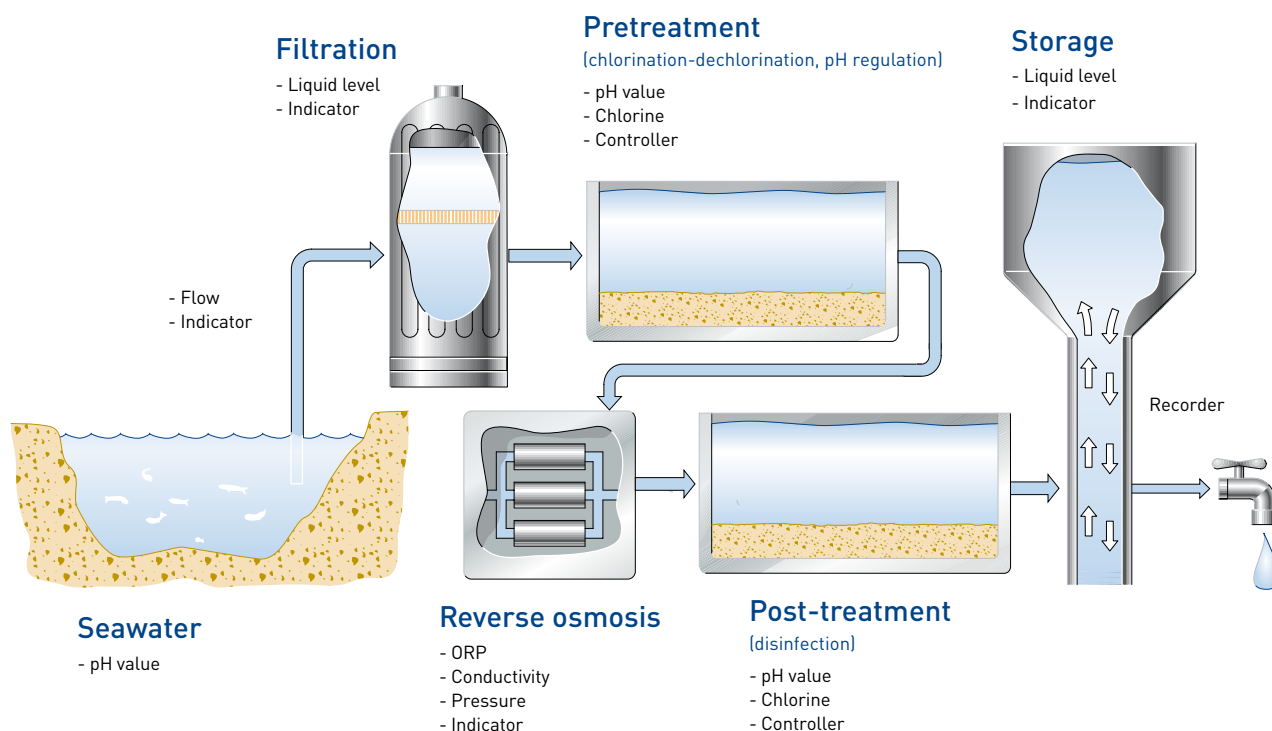 Filtration
- Liquid level
- Indicator
Pretreatment
(chlorination-dechlorination, pH regulation)
- pH value
- Chlorine
- Controller
Storage
- Liquid level
- Indicator
- Flow
- Indicator
Recorder
Seawater
- pH value
Reverse osmosis
- ORP
- Conductivity
- Pressure
- Indicator
Post-treatment
(disinfection)
- pH value
- Chlorine
- Controller